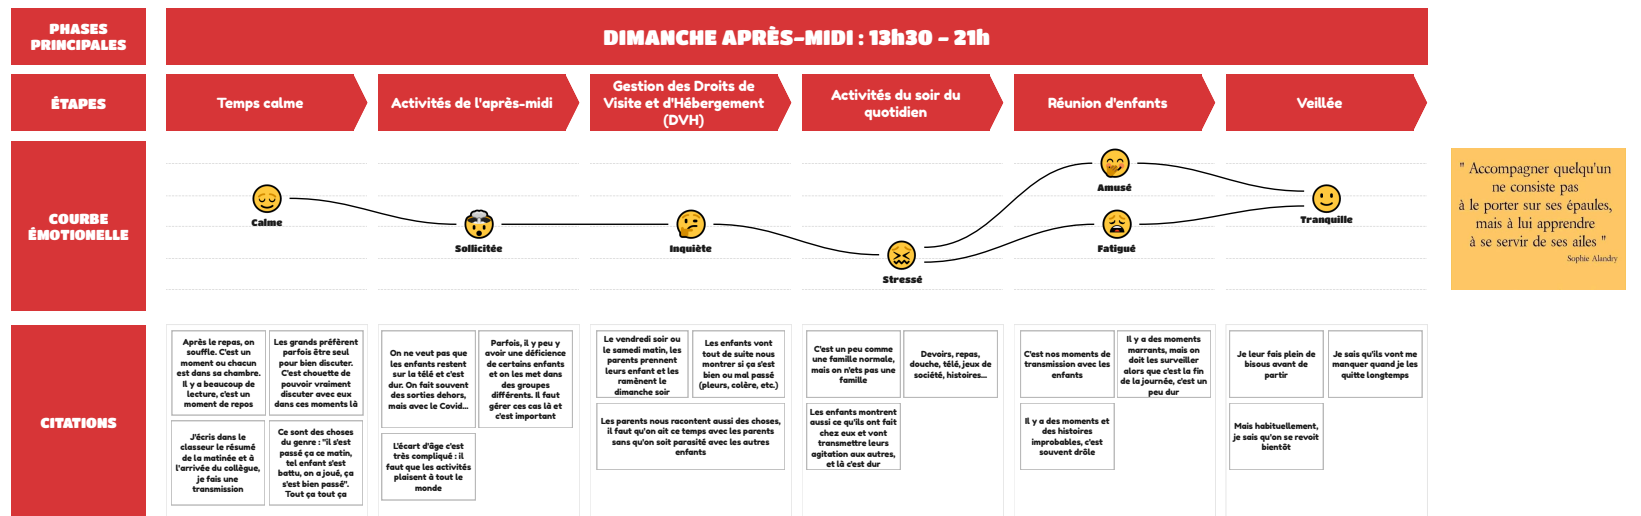 PHASES
PRINCIPALES
DIMANCHE APRÈS-MIDI : 13h30 - 21h
ÉTAPES
Temps calme
Activités de l'après-midi
Gestion des Droits de
Visite et d'Hébergement
(DVH)
Activités du soir du
quotidien
Réunion d'enfants
Veillée
COURBE
ÉMOTIONELLE
Calme
Sollicitée
Inquiète
Stressé
Amusé
Fatigué
Tranquille
" Accompagner quelqu'un
ne consiste pas
à le porter sur ses épaules,
mais à lui apprendre
à se servir de ses ailes "
Sophie Alandry
CITATIONS
Après le repas, on
souffle. C'est un
moment ou chacun
est dans sa chambre.
Il y a beaucoup de
lecture, c'est un
moment de repos
Les grands préfèrent
parfois être seul
pour bien discuter.
C'est chouette de
pouvoir vraiment
discuter avec eux
dans ces moments là
J'écris dans le
classeur le résumé
de la matinée et à
l'arrivée du collègue,
je fais une
transmission
Ce sont des choses
du genre : "il s'est
passé ça ce matin,
tel enfant s'est
battu, on a joué, ça
s'est bien passé".
Tout ça tout ça
On ne veut pas que
les enfants restent
sur la télé et c'est
dur. On fait souvent
des sorties dehors,
mais avec le Covid...
Parfois, il y peu y
avoir une déficience
de certains enfants
et on les met dans
des groupes
différents. Il faut
gérer ces cas là et
c'est important
L'écart d'âge c'est
très compliqué : il
faut que les activités
plaisent à tout le
monde
Le vendredi soir ou
le samedi matin, les
parents prennent
leurs enfant et les
ramènent le
dimanche soir
Les enfants vont
tout de suite nous
montrer si ça s'est
bien ou mal passé
(pleurs, colère, etc.)
Les parents nous racontent aussi des choses,
il faut qu'on ait ce temps avec les parents
sans qu'on soit parasité avec les autres
enfants
C'est un peu comme
une famille normale,
mais on n'ets pas une
famille
Devoirs, repas,
douche, télé, jeux de
société, histoires...
Les enfants montrent
aussi ce qu'ils ont fait
chez eux et vont
transmettre leurs
agitation aux autres,
et là c'est dur
C'est nos moments de
transmission avec les
enfants
Il y a des moments
marrants, mais on
doit les surveiller
alors que c'est la fin
de la journée, c'est un
peu dur
Il y a des moments et
des histoires
improbables, c'est
souvent drôle
Je leur fais plein de
bisous avant de
partir
Je sais qu'ils vont me
manquer quand je les
quitte longtemps
Mais habituellement,
je sais qu'on se revoit
bientôt